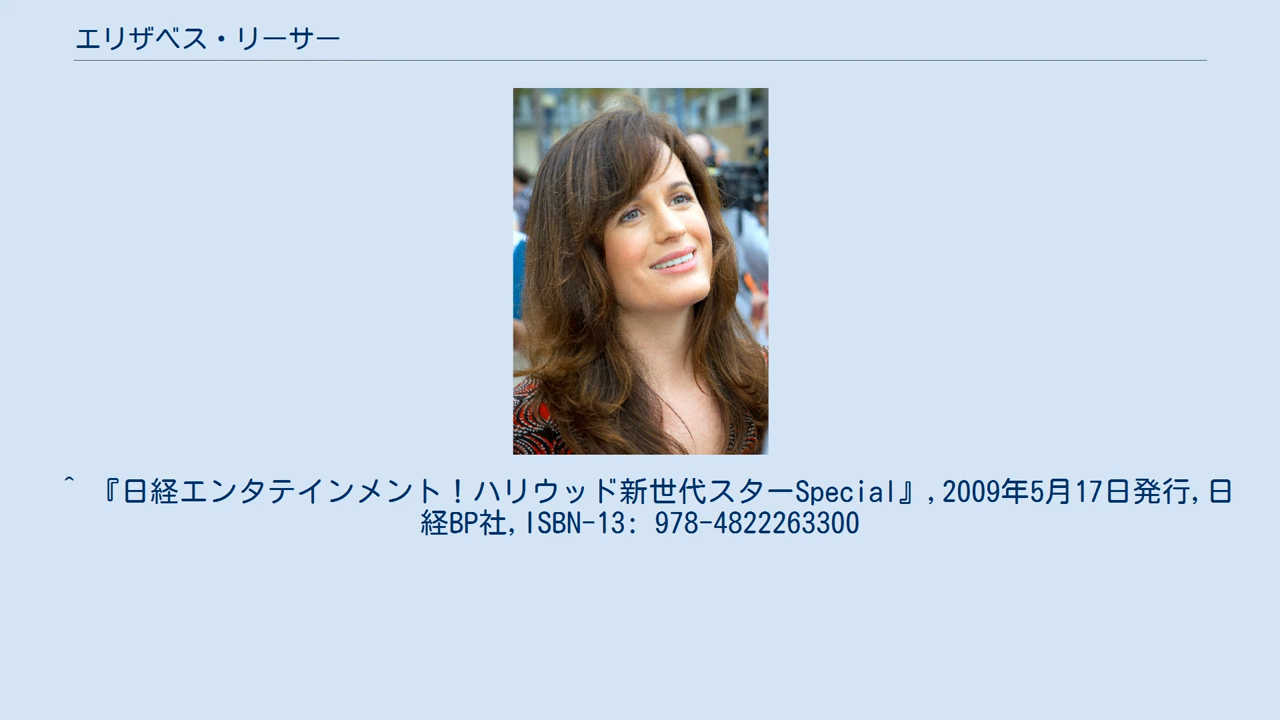 エリザベス・リーサー
^ 『日経エンタテインメント！ハリウッド新世代スターSpecial』,2009年5月17日発行,日
経BP社,ISBN-13: 978-4822263300